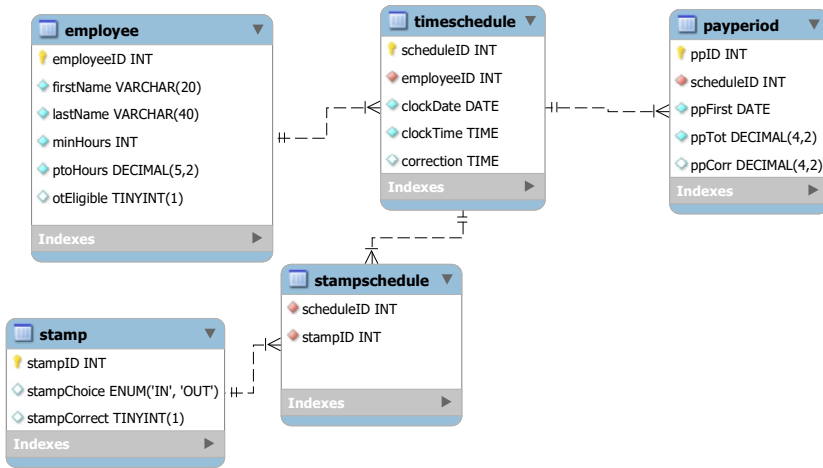 employee
employeeID INT
firstName VARCHAR(20)
lastName VARCHAR(40)
minHours INT
ptoHours DECIMAL(5,2)
otEligible TINYINT(1)
Indexes
timeschedule
scheduleID INT
employeeID INT
clockDate DATE
clockTime TIME
correction TIME
Indexes
payperiod
ppID INT
scheduleID INT
ppFirst DATE
ppTot DECIMAL(4,2)
ppCorr DECIMAL(4,2)
Indexes
stampschedule
scheduleID INT
stampID INT
Indexes
stamp
stampID INT
stampChoice ENUM('IN', 'OUT')
stampCorrect TINYINT(1)
Indexes